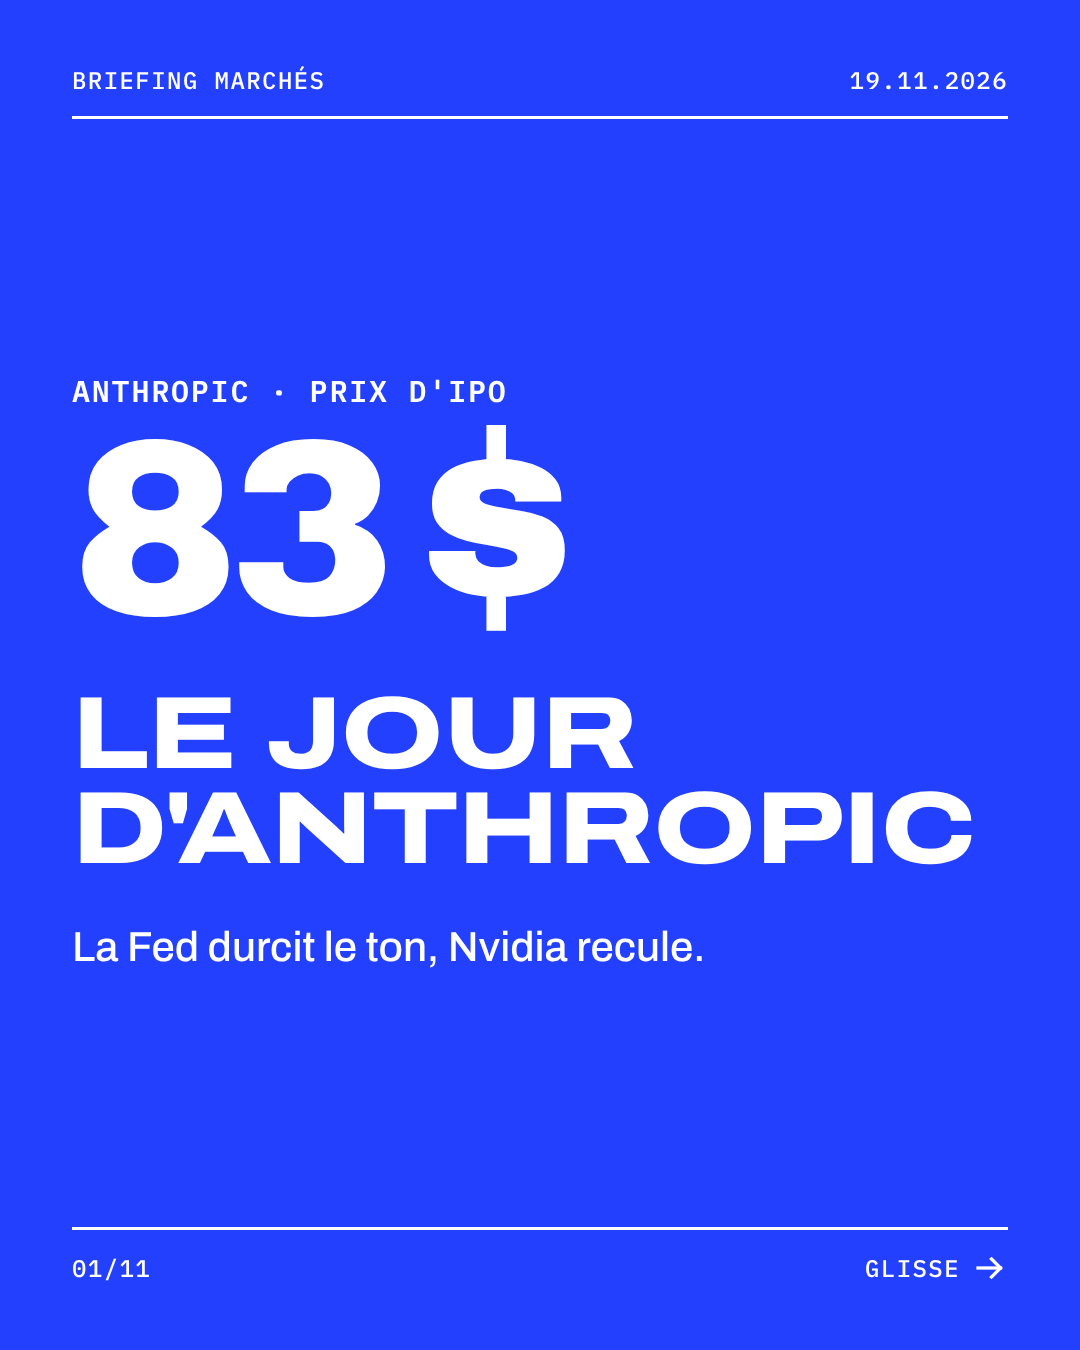 BRIEFING MARCHÉS
19.11.2026
ANTHROPIC · PRIX D'IPO
83 $
LE JOUR
D'ANTHROPIC
La Fed durcit le ton, Nvidia recule.
01/11
GLISSE →